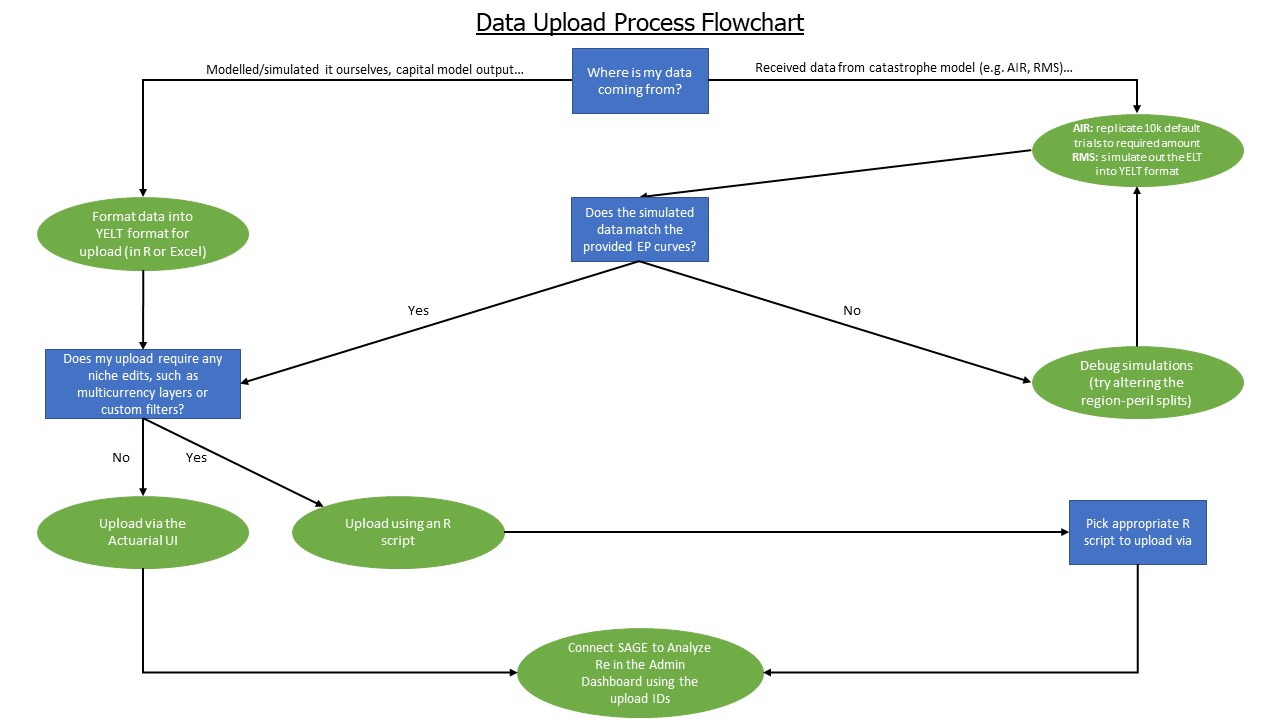 Data Upload Process Flowchart
Modelled/simulated it ourselves, capital model output...
Where is my data
coming from?
Received data from catastrophe model (e.g. AIR, RMS)...
AIR: replicate 10k default
trials to required amount
RMS: simulate out the ELT
into YELT format
Format data into
YELT format for
upload (in R or Excel)
Does the simulated
data match the
provided EP curves?
Yes
No
Does my upload require any
niche edits, such as
multicurrency layers or
custom filters?
Debug simulations
(try altering the
region-peril splits)
No
Yes
Upload via the
Actuarial UI
Upload using an R
script
Pick appropriate R
script to upload via
Connect SAGE to Analyze
Re in the Admin
Dashboard using the
upload IDs